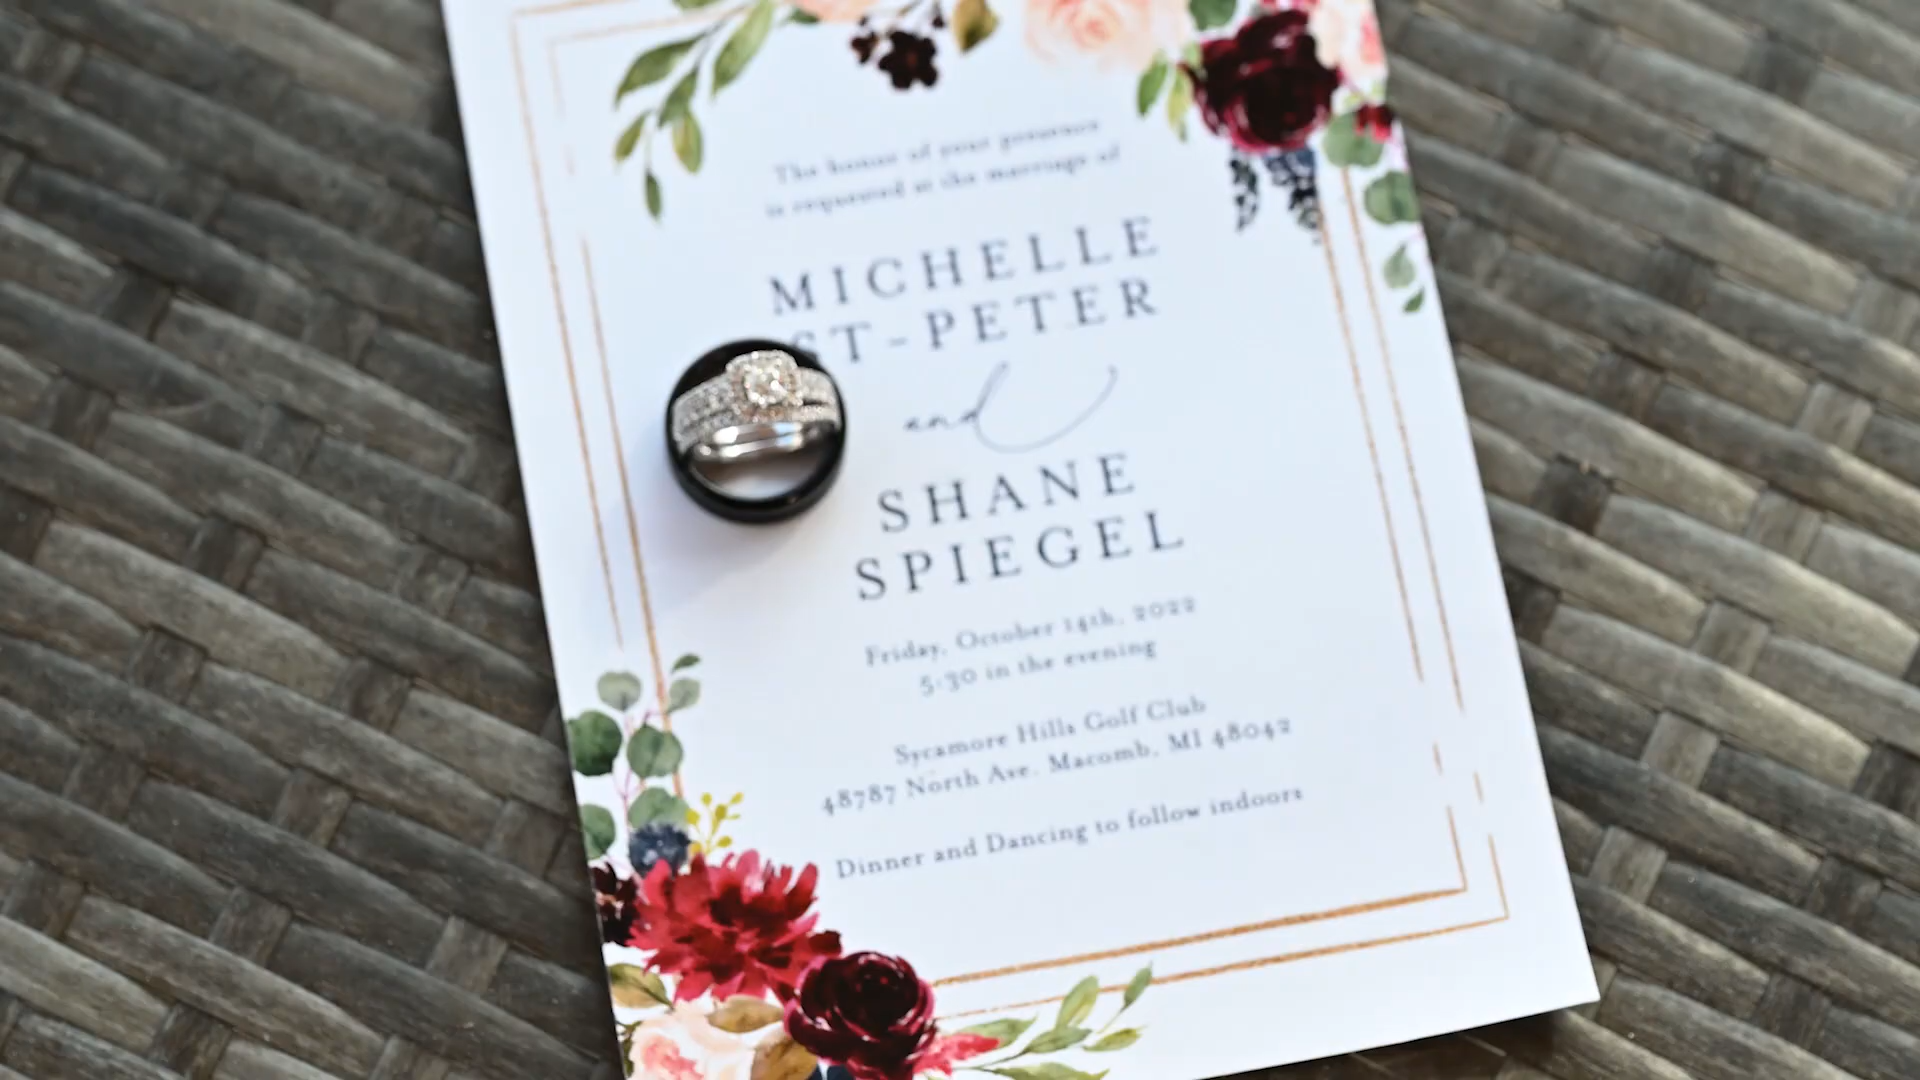 The honor of your presence
is requested at the marriage of
MICHELLE
ST-PETER
and
SHANE
SPIEGEL
Friday, October 14th, 2022
5:30 in the evening
Sycamore Hills Golf Club
48787 North Ave. Macomb, MI 48042
Dinner and Dancing to follow indoors